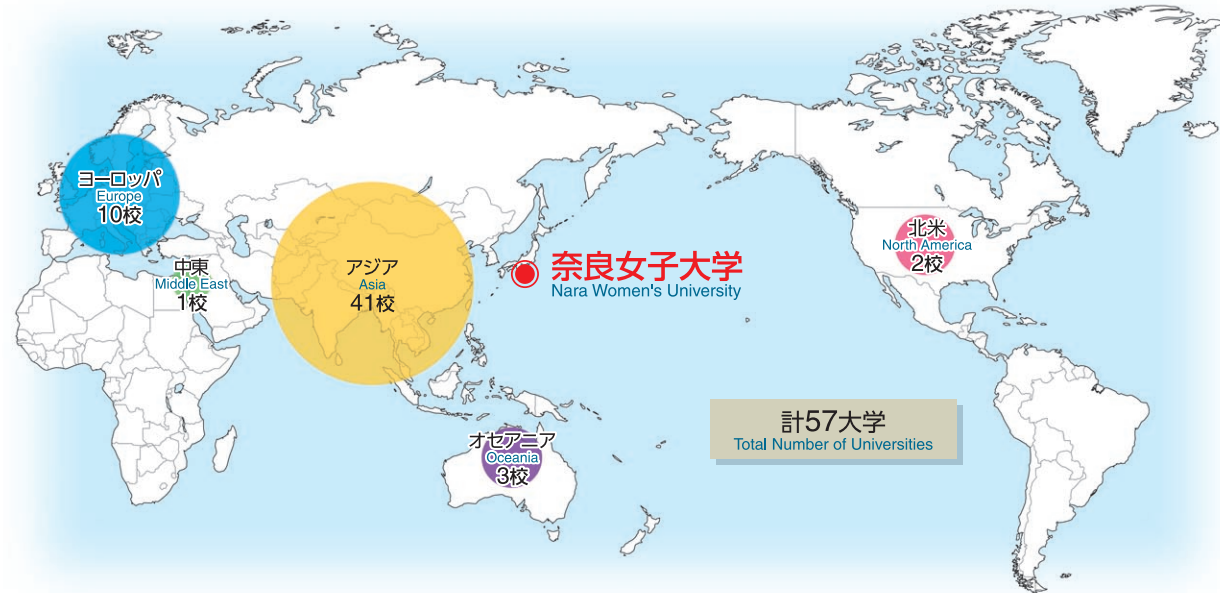 ヨーロッパ
Europe
10校
中東
Middle East
1校
アジア
Asia
41校
奈良女子大学
Nara Women's University
北米
North America
2校
オセアニア
Oceania
3校
計57大学
Total Number of Universities